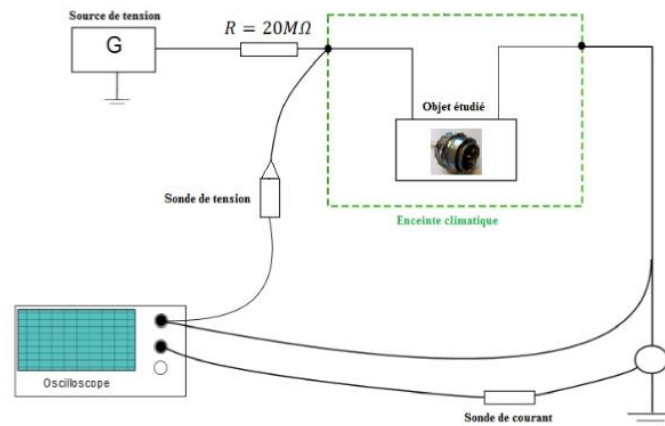 Source de tension
G
R = 20MΩ
Objet étudié
Sonde de tension
Enceinte climatique
Oscilloscope
Sonde de courant